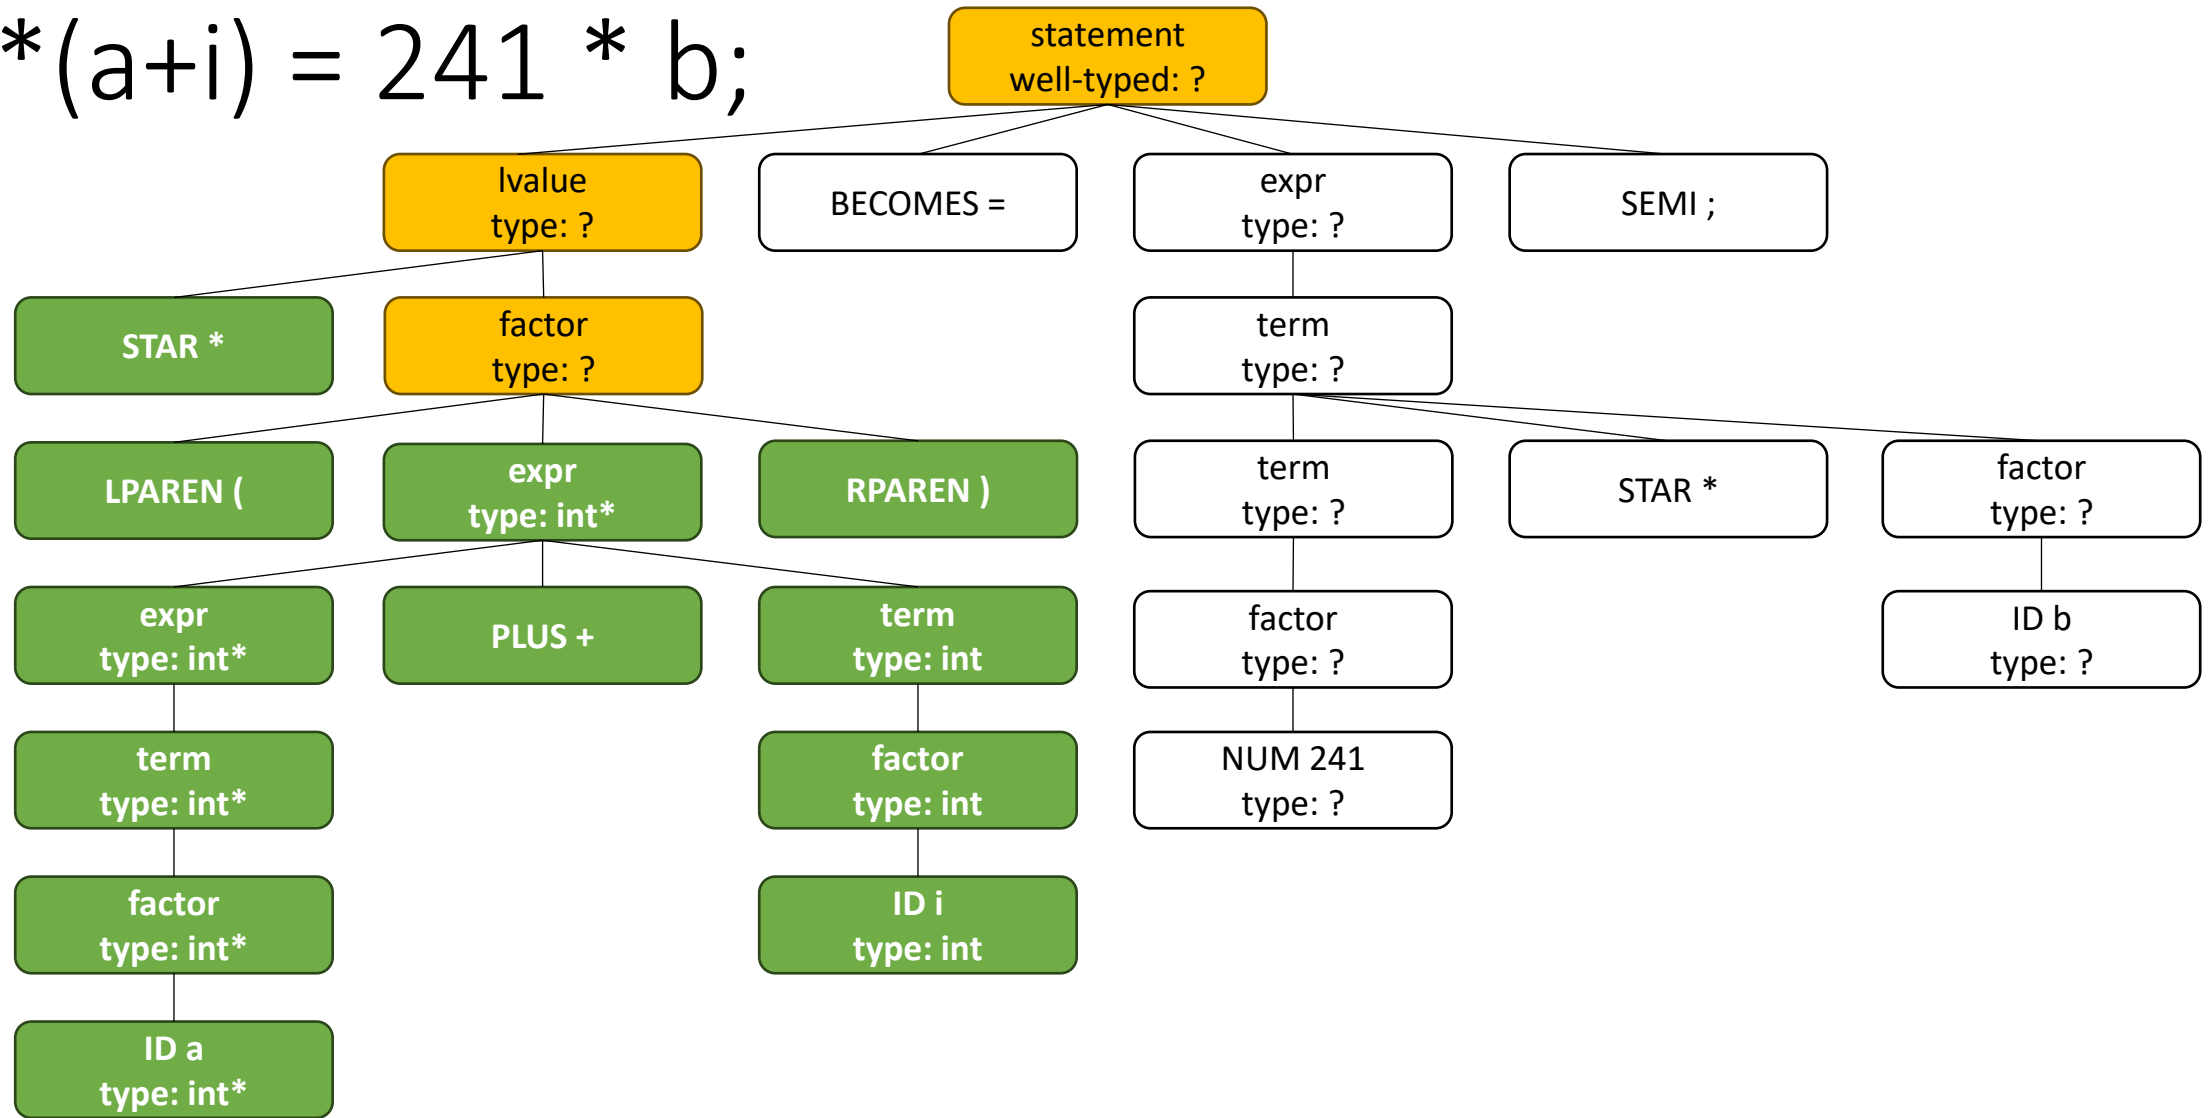 *(a+i) = 241 * b;
statement
well-typed: ?
lvalue
type: ?
BECOMES =
expr
type: ?
SEMI ;
STAR *
factor
type: ?
term
type: ?
LPAREN (
expr
type: int*
RPAREN )
term
type: ?
STAR *
factor
type: ?
expr
type: int*
PLUS +
term
type: int
factor
type: ?
ID b
type: ?
term
type: int*
factor
type: int
NUM 241
type: ?
factor
type: int*
ID i
type: int
ID a
type: int*